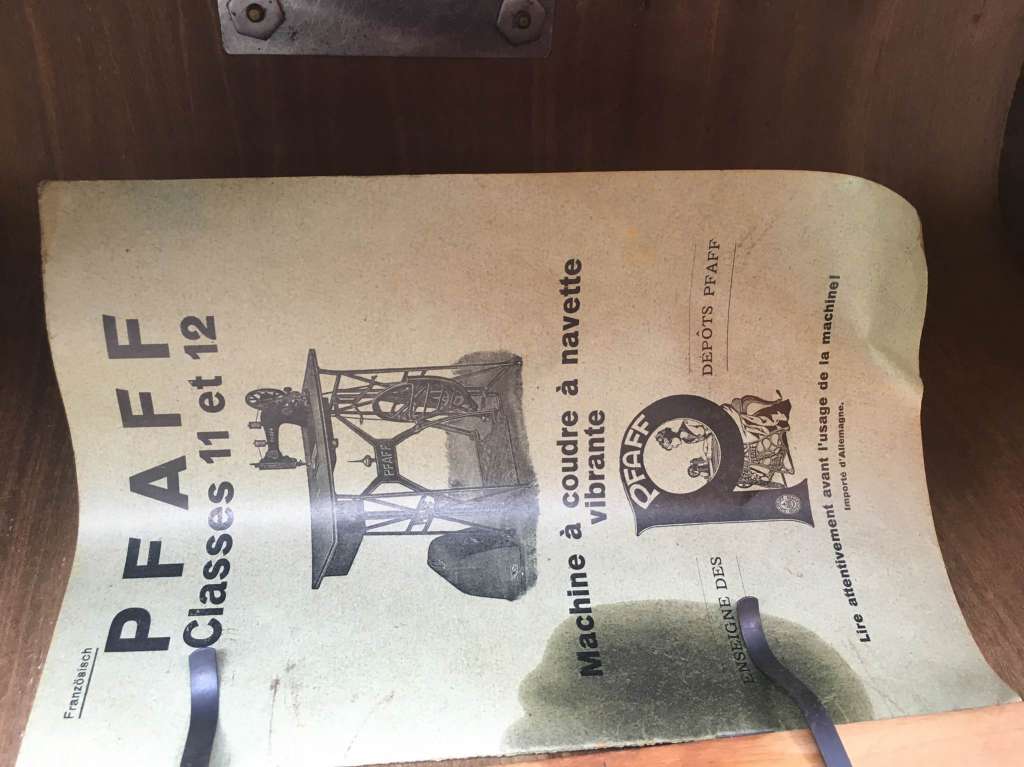 Französisch
PFAFF
Classes 11 et 12
PFAFF
Machine à coudre à navette
vibrante
PFAFF
ENSEIGNE DES
DÉPÔTS PFAFF
Lire attentivement avant l'usage de la machine!
Importé d'Allemagne.